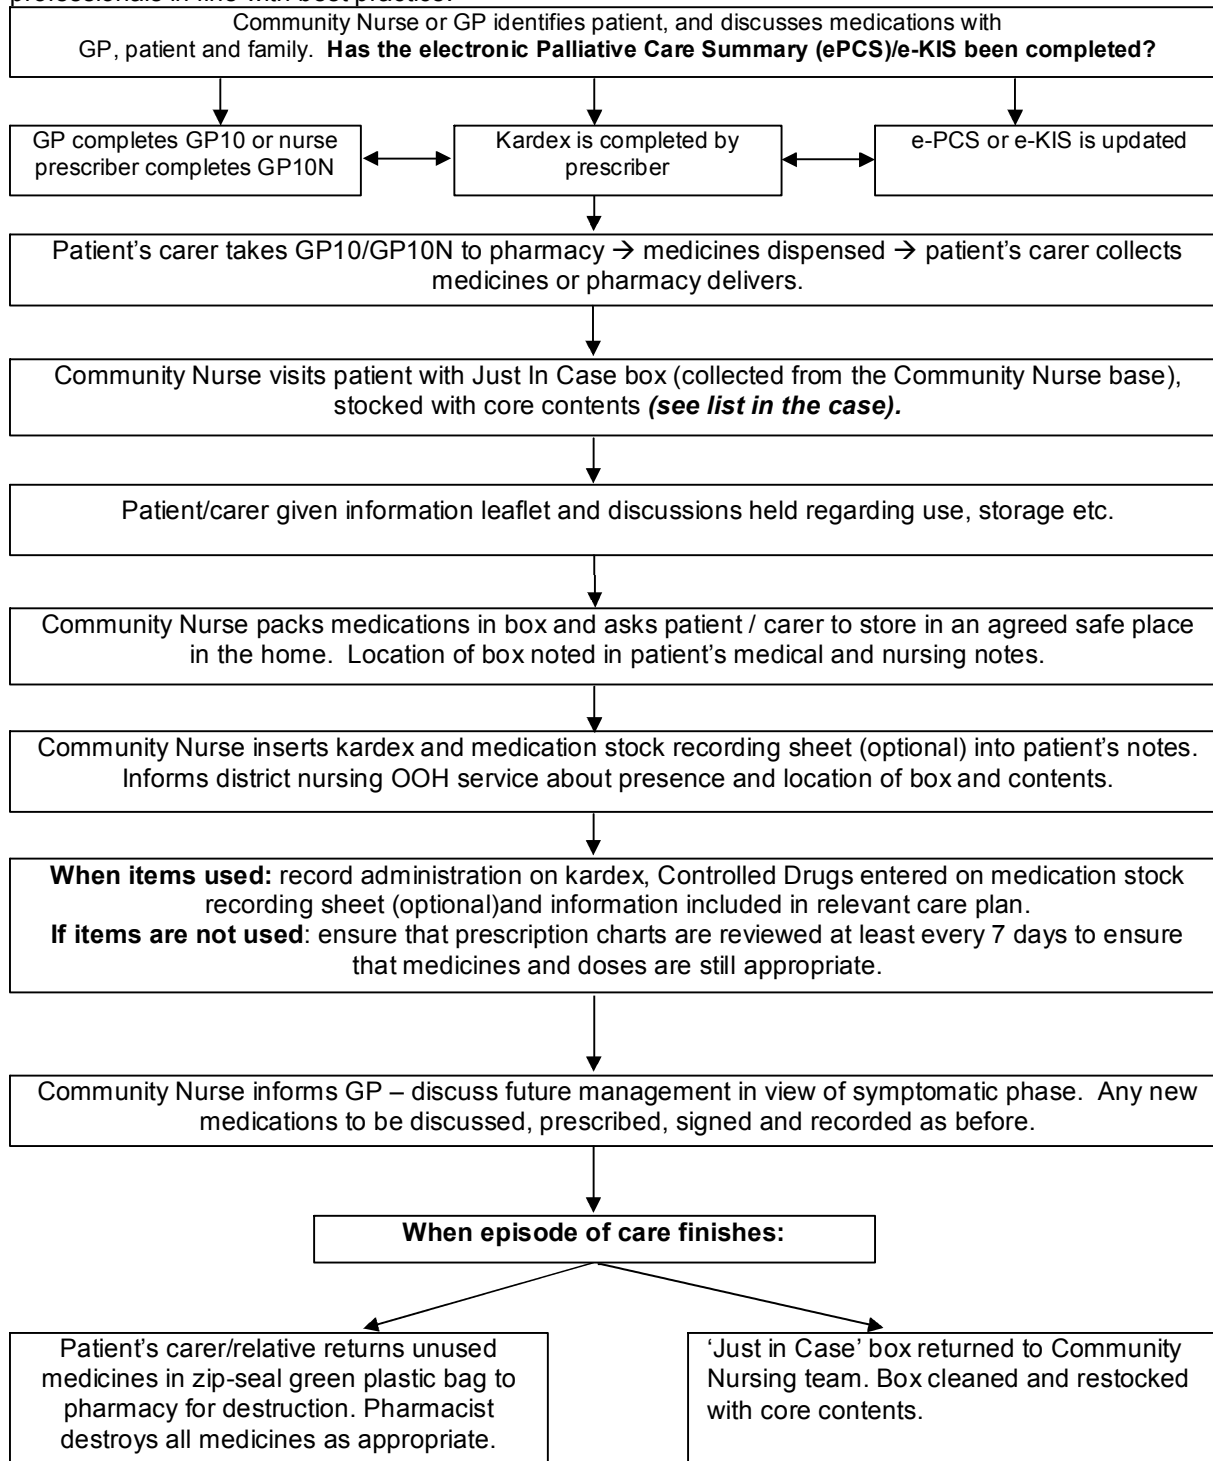 professionals in line with best practice.
Community Nurse or GP identifies patient, and discusses medications with
GP, patient and family. Has the electronic Palliative Care Summary (ePCS)/e-KIS been completed?
GP completes GP10 or nurse
prescriber completes GP10N
Kardex is completed by
prescriber
e-PCS or e-KIS is updated
Patient's carer takes GP10/GP10N to pharmacy → medicines dispensed → patient's carer collects
medicines or pharmacy delivers.
Community Nurse visits patient with Just In Case box (collected from the Community Nurse base),
stocked with core contents (see list in the case).
Patient/carer given information leaflet and discussions held regarding use, storage etc.
Community Nurse packs medications in box and asks patient / carer to store in an agreed safe place
in the home. Location of box noted in patient's medical and nursing notes.
Community Nurse inserts kardex and medication stock recording sheet (optional) into patient's notes.
Informs district nursing OOH service about presence and location of box and contents.
When items used: record administration on kardex, Controlled Drugs entered on medication stock
recording sheet (optional)and information included in relevant care plan.
If items are not used: ensure that prescription charts are reviewed at least every 7 days to ensure
that medicines and doses are still appropriate.
Community Nurse informs GP – discuss future management in view of symptomatic phase. Any new
medications to be discussed, prescribed, signed and recorded as before.
When episode of care finishes:
Patient's carer/relative returns unused
medicines in zip-seal green plastic bag to
pharmacy for destruction. Pharmacist
destroys all medicines as appropriate.
'Just in Case' box returned to Community
Nursing team. Box cleaned and restocked
with core contents.